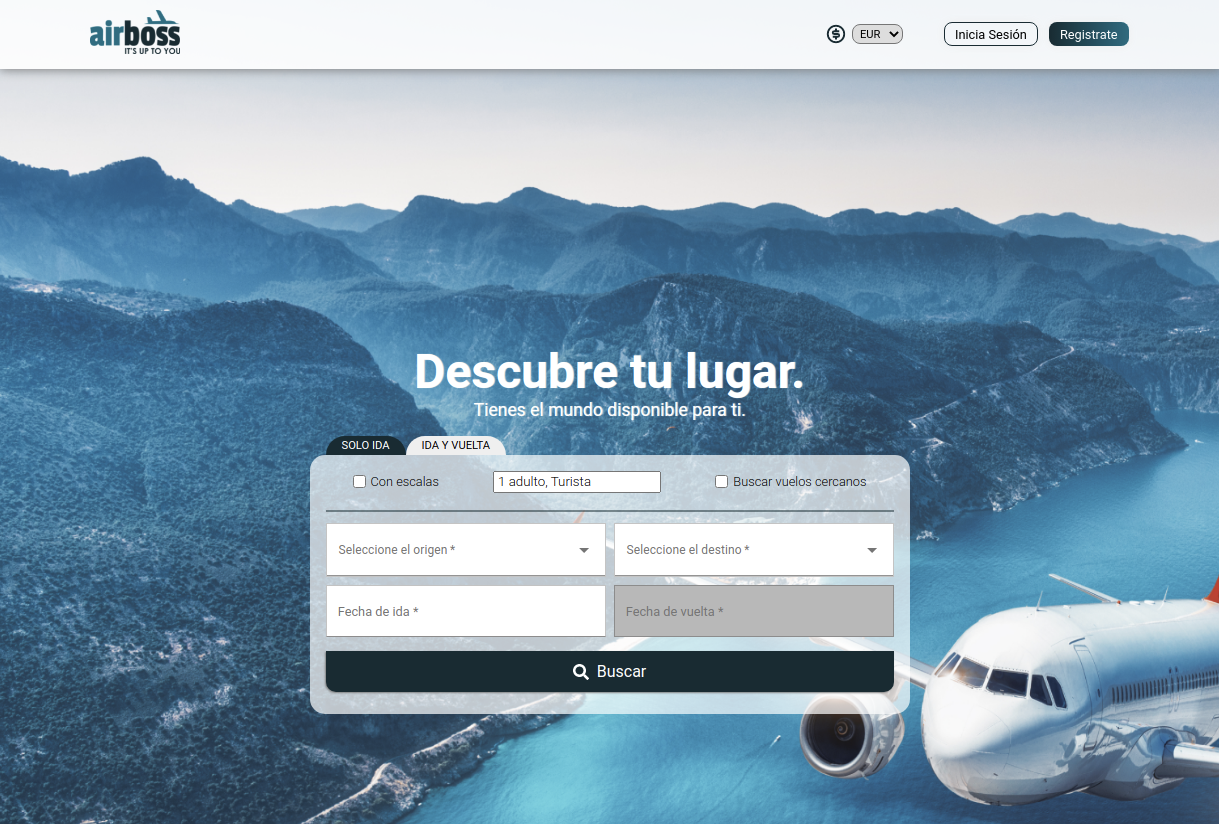 airboss
IT'S UP TO YOU
EUR
Inicia Sesión
Registrate
Descubre tu lugar.
Tienes el mundo disponible para ti.
SOLO IDA
IDA Y VUELTA
Con escalas
1 adulto, Turista
Buscar vuelos cercanos
Seleccione el origen *
Seleccione el destino *
Fecha de ida *
Fecha de vuelta *
Buscar